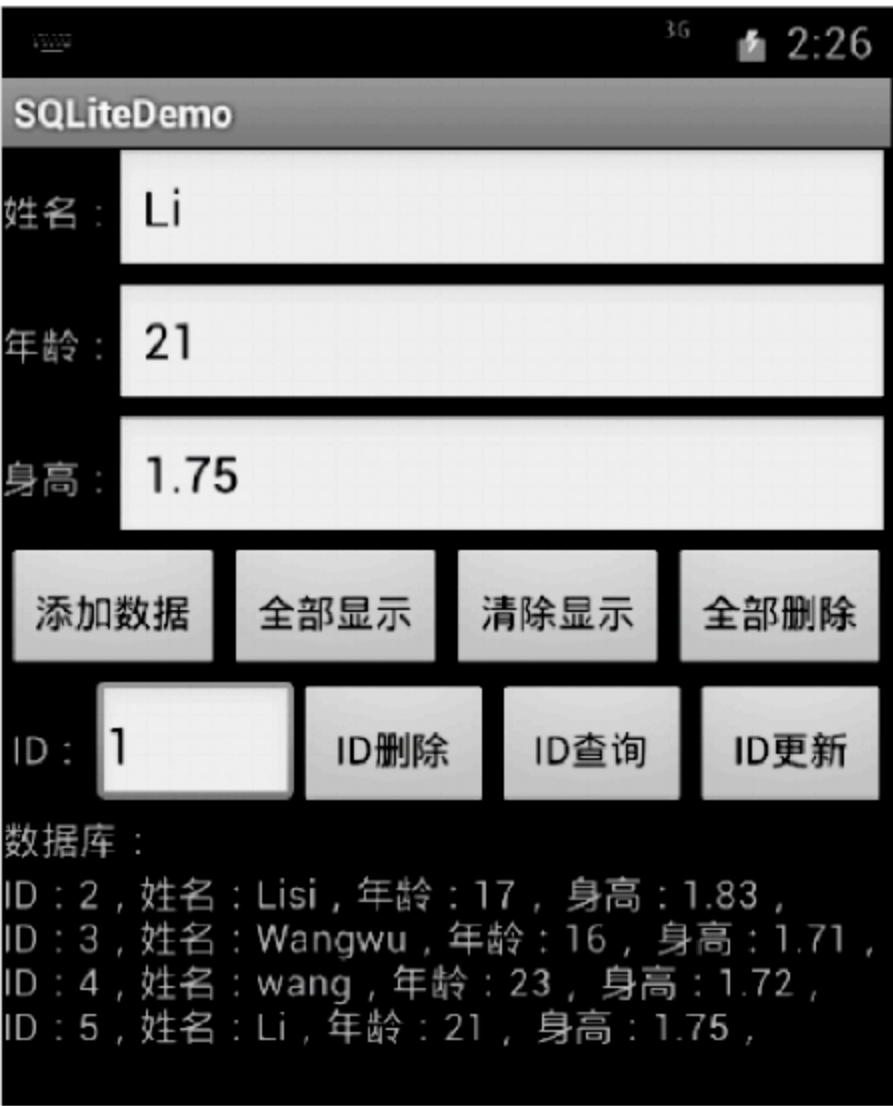 3G 2:26
SQLiteDemo
姓名： Li
年龄： 21
身高： 1.75
添加数据 全部显示 清除显示 全部删除
ID： 1 ID删除 ID查询 ID更新
数据库：
ID：2，姓名：Lisi，年龄：17，身高：1.83，
ID：3，姓名：Wangwu，年龄：16，身高：1.71，
ID：4，姓名：wang，年龄：23，身高：1.72，
ID：5，姓名：Li，年龄：21，身高：1.75，